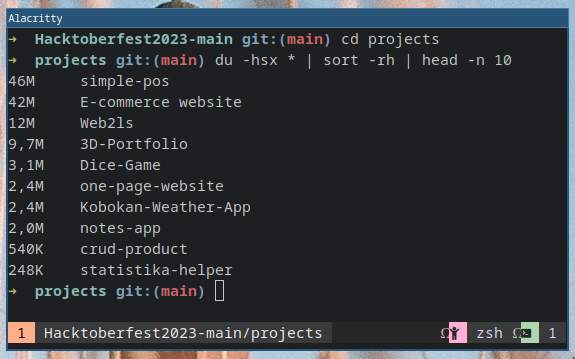 Alacritty
➜  Hacktoberfest2023-main git:(main) cd projects
➜  projects git:(main) du -hsx * | sort -rh | head -n 10
46M     simple-pos
42M     E-commerce website
12M     Web2ls
9,7M    3D-Portfolio
3,1M    Dice-Game
2,4M    one-page-website
2,4M    Kobokan-Weather-App
2,0M    notes-app
540K    crud-product
248K    statistika-helper
➜  projects git:(main)
1 Hacktoberfest2023-main/projects zsh 1